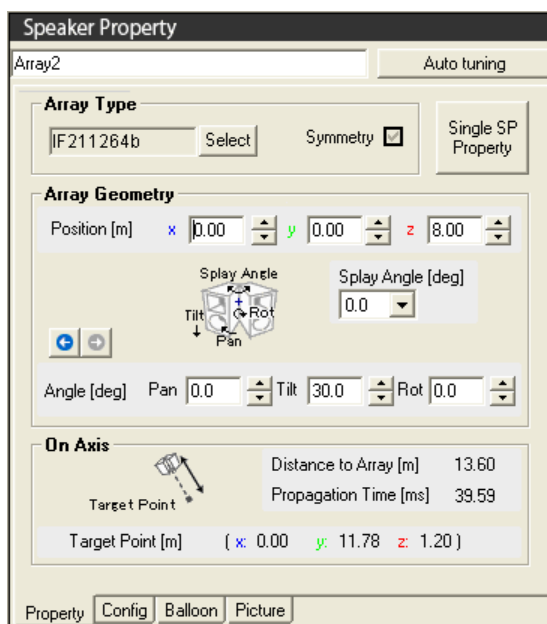 Speaker Property
Array2 Auto tuning
Array Type
IF211264b Select Symmetry Single SP Property
Array Geometry
Position [m] x 0.00 y 0.00 z 8.00
Splay Angle Splay Angle [deg]
Tilt Rot 0.0
Pan
Angle [deg] Pan 0.0 Tilt 30.0 Rot 0.0
On Axis
Distance to Array [m] 13.60
Propagation Time [ms] 39.59
Target Point
Target Point [m] ( x: 0.00 y: 11.78 z: 1.20 )
Property Config Balloon Picture